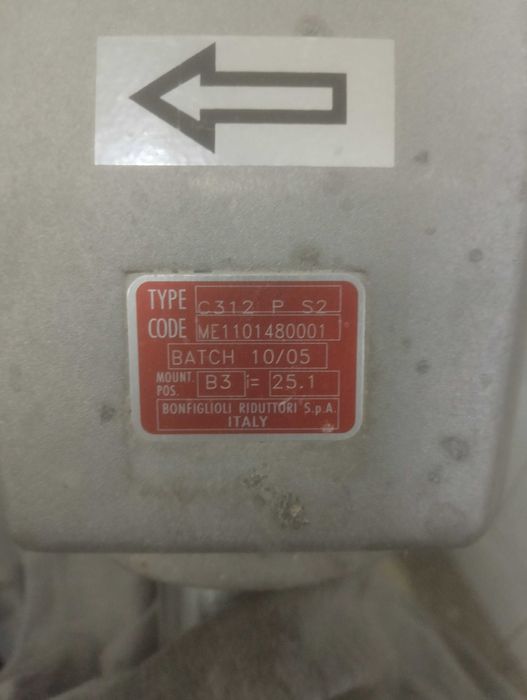 TYPE C312 P S2
CODE ME1101480001
BATCH 10/05
MOUNT. POS. B3 i= 25.1
BONFIGLIOLI RIDUTTORI S.p.A.
ITALY